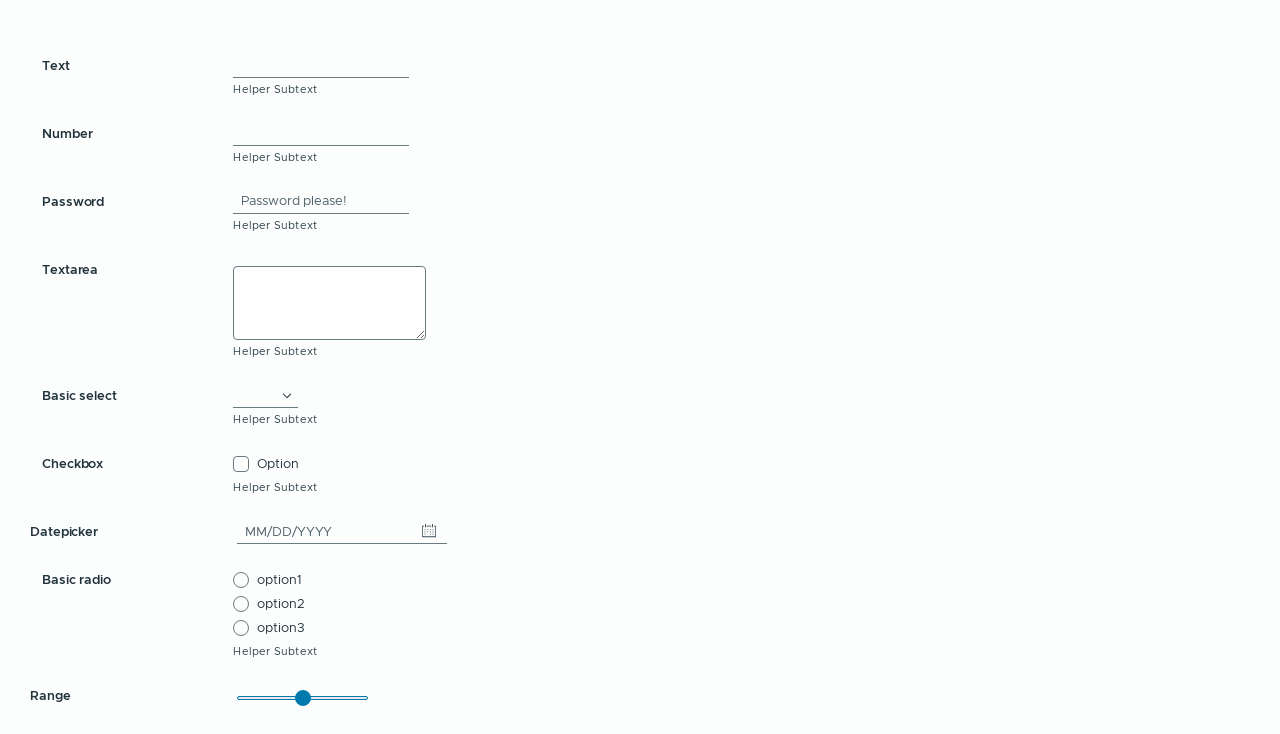 Text
Helper Subtext
Number
Helper Subtext
Password Password please!
Helper Subtext
Textarea
Helper Subtext
Basic select
Helper Subtext
Checkbox Option
Helper Subtext
Datepicker MM/DD/YYYY
Basic radio option1
option2
option3
Helper Subtext
Range